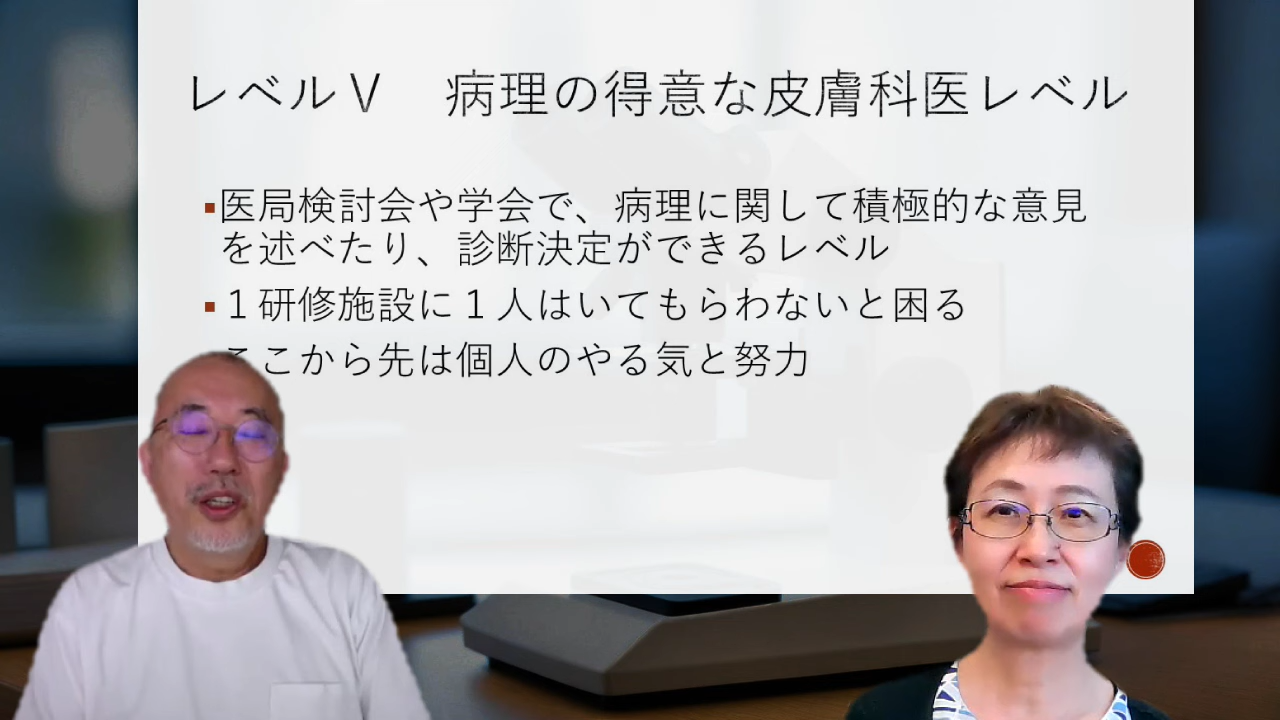 レベルⅤ 病理の得意な皮膚科医レベル
▪医局検討会や学会で、病理に関して積極的な意見
を述べたり、診断決定ができるレベル
▪１研修施設に１人はいてもらわないと困る
ここから先は個人のやる気と努力